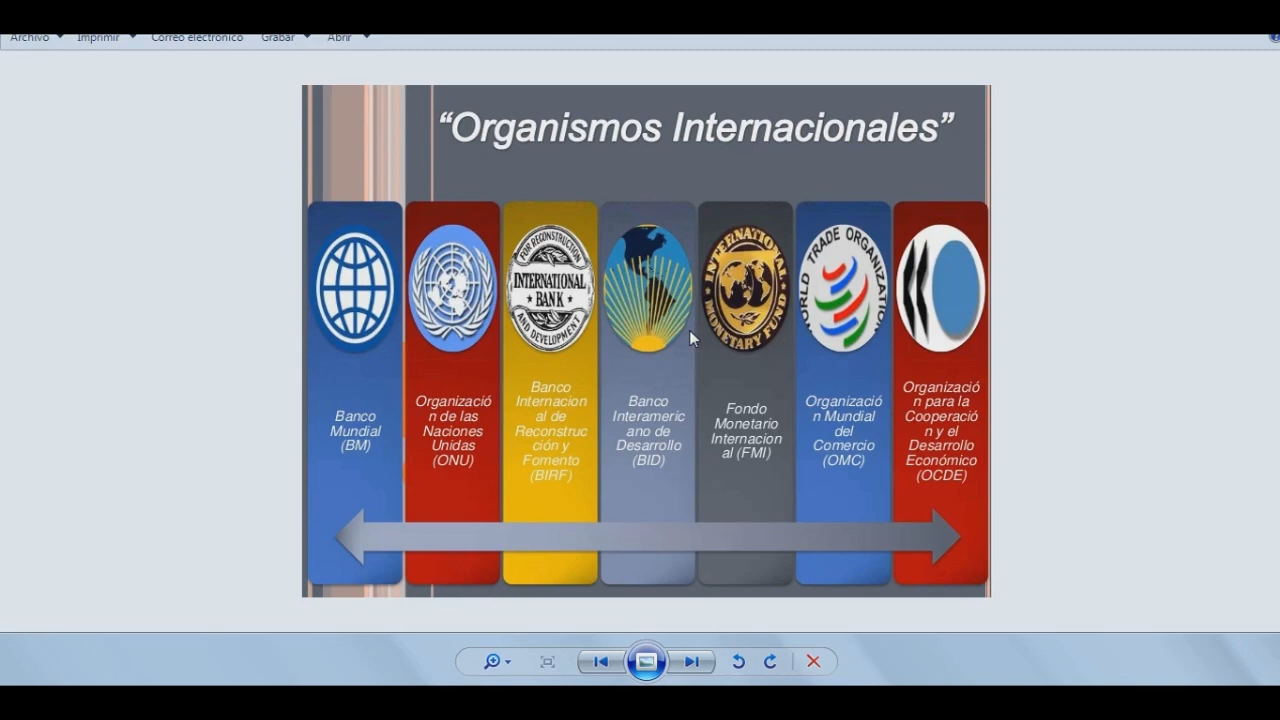 Archivo Imprimir Correo electrónico Grabar Abrir
“Organismos Internacionales”
FOR RECONSTRUCTION
INTERNATIONAL
BANK
AND DEVELOPMENT
INTERNATIONAL
MONETARY FUND
WORLD TRADE ORGANIZATION
Banco
Mundial
(BM)
Organizació
n de las
Naciones
Unidas
(ONU)
Banco
Internacion
al de
Reconstruc
ción y
Fomento
(BIRF)
Banco
Interameric
ano de
Desarrollo
(BID)
Fondo
Monetario
Internacion
al (FMI)
Organizació
n Mundial
del
Comercio
(OMC)
Organizació
n para la
Cooperació
n y el
Desarrollo
Económico
(OCDE)